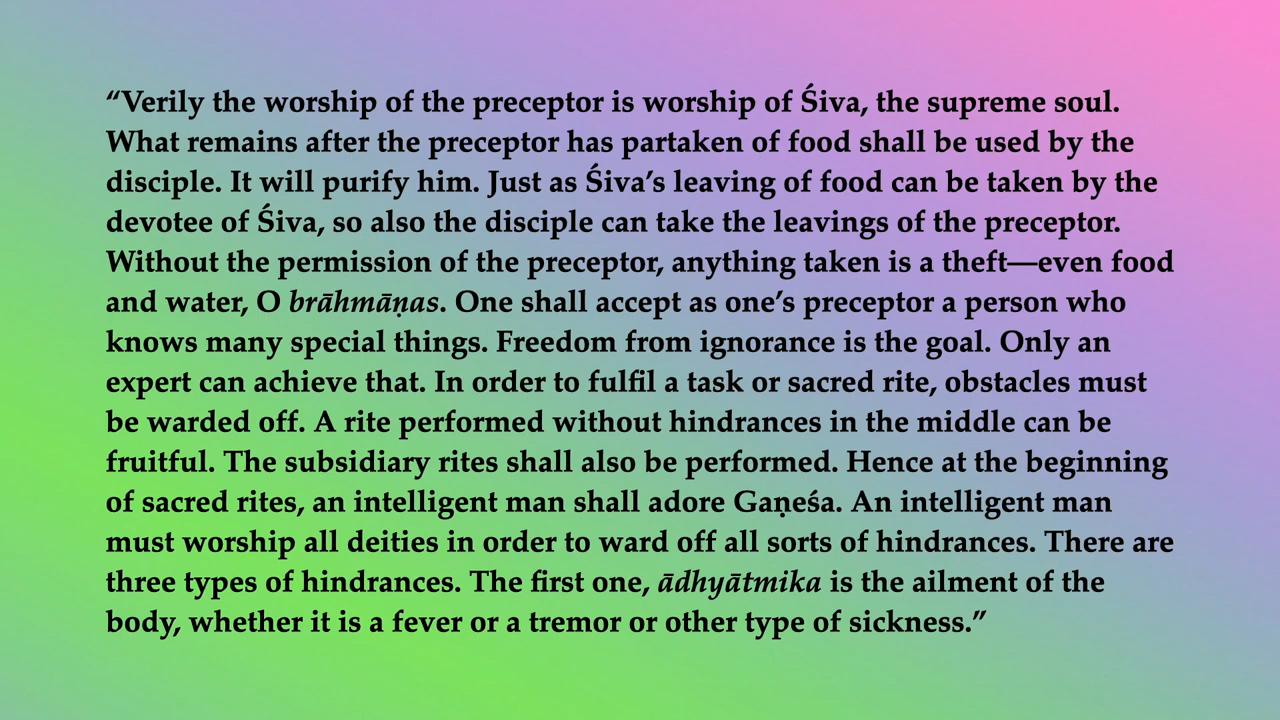 “Verily the worship of the preceptor is worship of Śiva, the supreme soul.
What remains after the preceptor has partaken of food shall be used by the
disciple. It will purify him. Just as Śiva’s leaving of food can be taken by the
devotee of Śiva, so also the disciple can take the leavings of the preceptor.
Without the permission of the preceptor, anything taken is a theft—even food
and water, O brāhmāṇas. One shall accept as one’s preceptor a person who
knows many special things. Freedom from ignorance is the goal. Only an
expert can achieve that. In order to fulfil a task or sacred rite, obstacles must
be warded off. A rite performed without hindrances in the middle can be
fruitful. The subsidiary rites shall also be performed. Hence at the beginning
of sacred rites, an intelligent man shall adore Gaṇeśa. An intelligent man
must worship all deities in order to ward off all sorts of hindrances. There are
three types of hindrances. The first one, ādhyātmika is the ailment of the
body, whether it is a fever or a tremor or other type of sickness.”